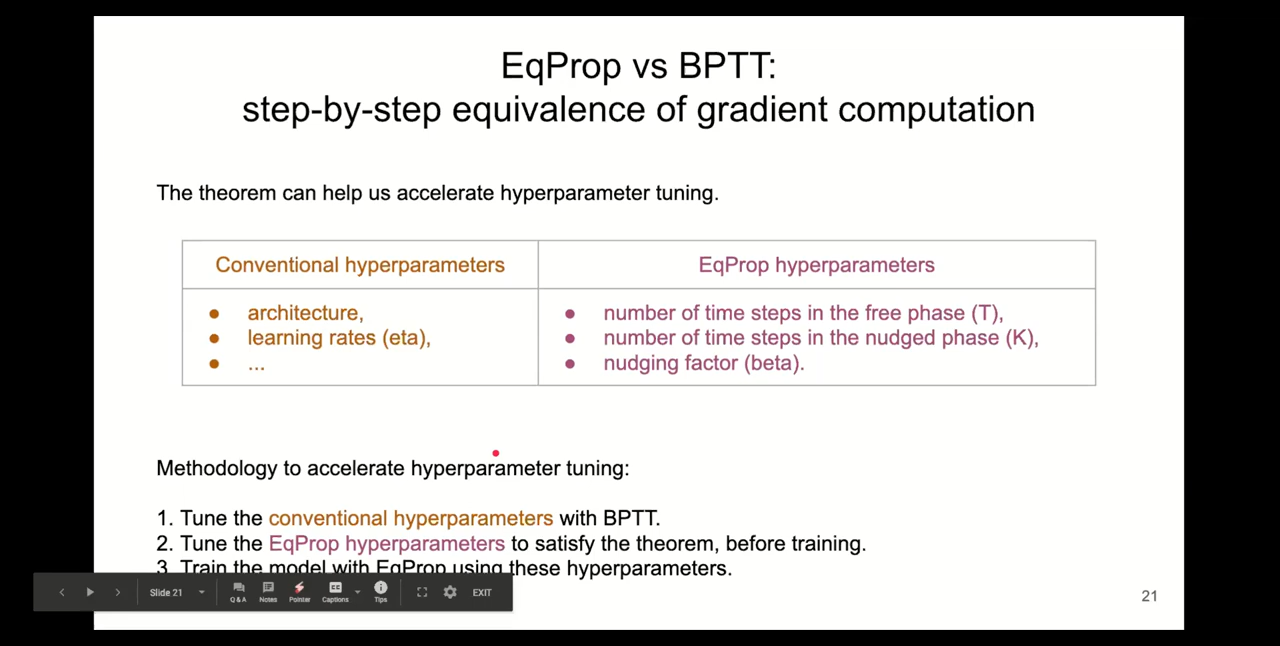 EqProp vs BPTT:
step-by-step equivalence of gradient computation
The theorem can help us accelerate hyperparameter tuning.
Conventional hyperparameters
EqProp hyperparameters
● architecture,
● learning rates (eta),
● ...
● number of time steps in the free phase (T),
● number of time steps in the nudged phase (K),
● nudging factor (beta).
Methodology to accelerate hyperparameter tuning:
1. Tune the conventional hyperparameters with BPTT.
2. Tune the EqProp hyperparameters to satisfy the theorem, before training.
3. Train the model with EqProp using these hyperparameters.
Slide 21
Q&A
Notes
Pointer
Captions
Tips
EXIT
21